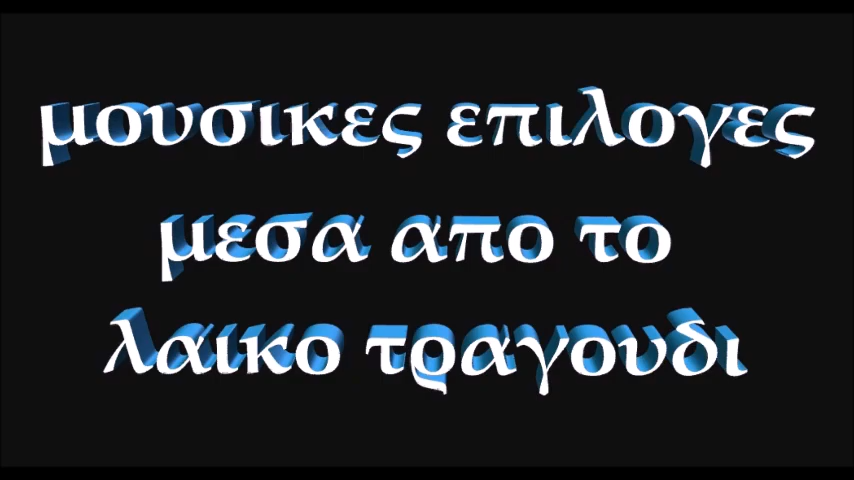 μουσικες επιλογες
μεσα απο το
λαικο τραγουδι